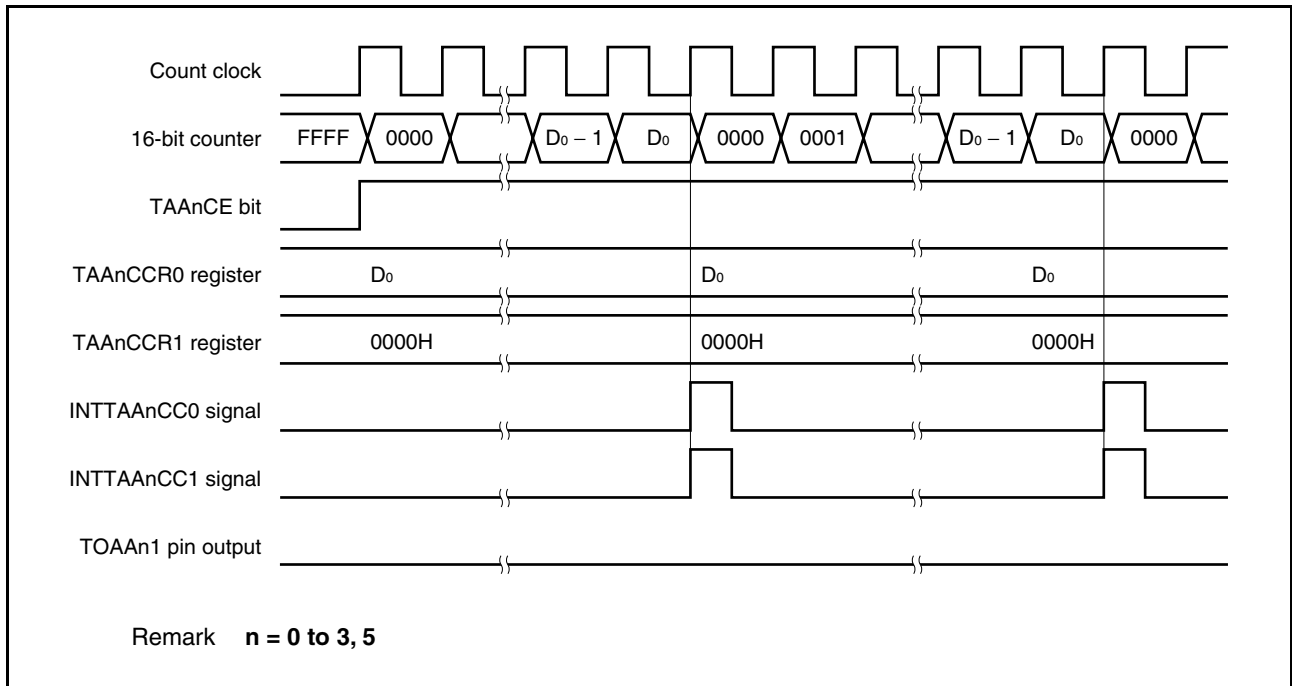 Count clock
16-bit counter FFFF 0000 D₀ − 1 D₀ 0000 0001 D₀ − 1 D₀ 0000
TAAnCE bit
TAAnCCR0 register D₀ D₀ D₀
TAAnCCR1 register 0000H 0000H 0000H
INTTAAnCC0 signal
INTTAAnCC1 signal
TOAAn1 pin output
Remark n = 0 to 3, 5